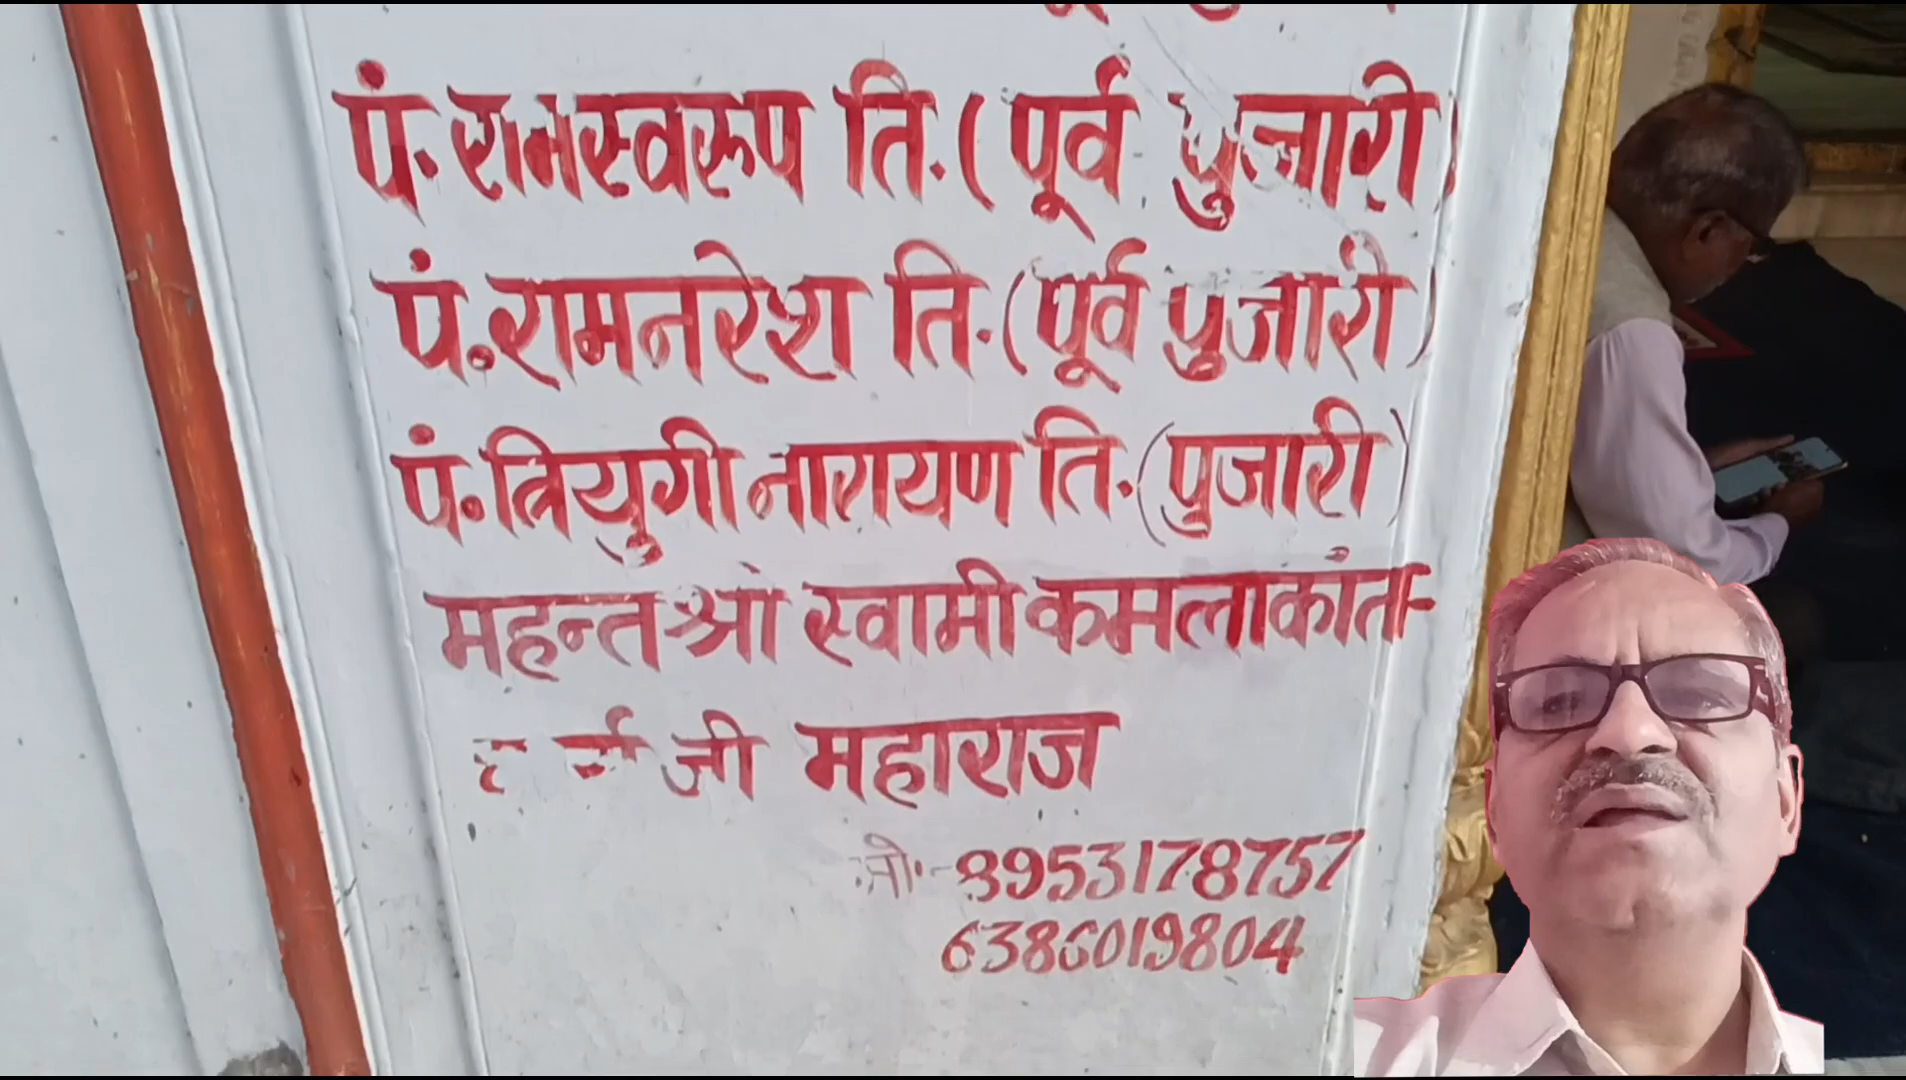 पं. रामस्वरूप ति. (पूर्व पुजारी)
पं. रामनरेश ति. (पूर्व पुजारी)
पं. त्रियुगी नारायण ति. (पुजारी)
महन्त श्री स्वामी कमलाकांता-
जी महाराज
मो.- 8953178757
6386019804